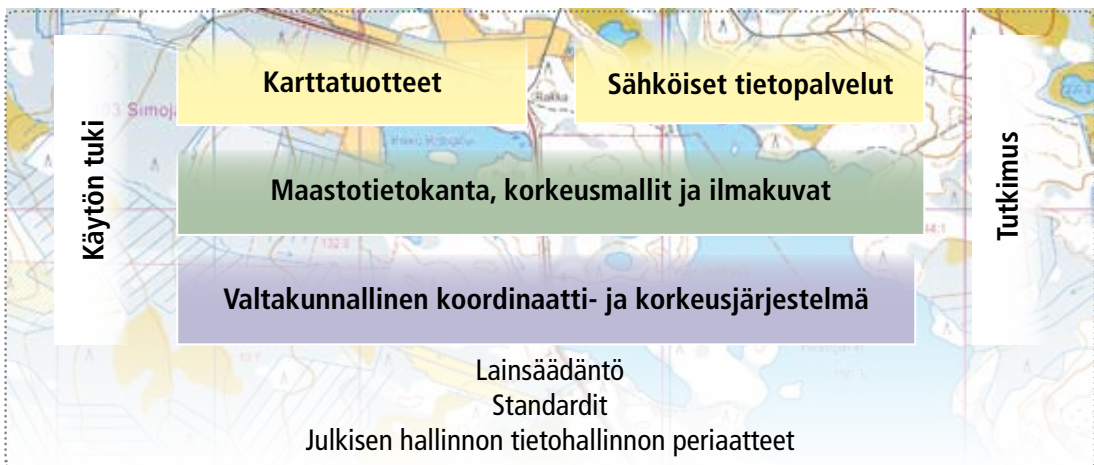 Karttatuotteet
Sähköiset tietopalvelut
Käytön tuki
Maastotietokanta, korkeusmallit ja ilmakuvat
Tutkimus
Valtakunnallinen koordinaatti- ja korkeusjärjestelmä
Lainsäädäntö
Standardit
Julkisen hallinnon tietohallinnon periaatteet